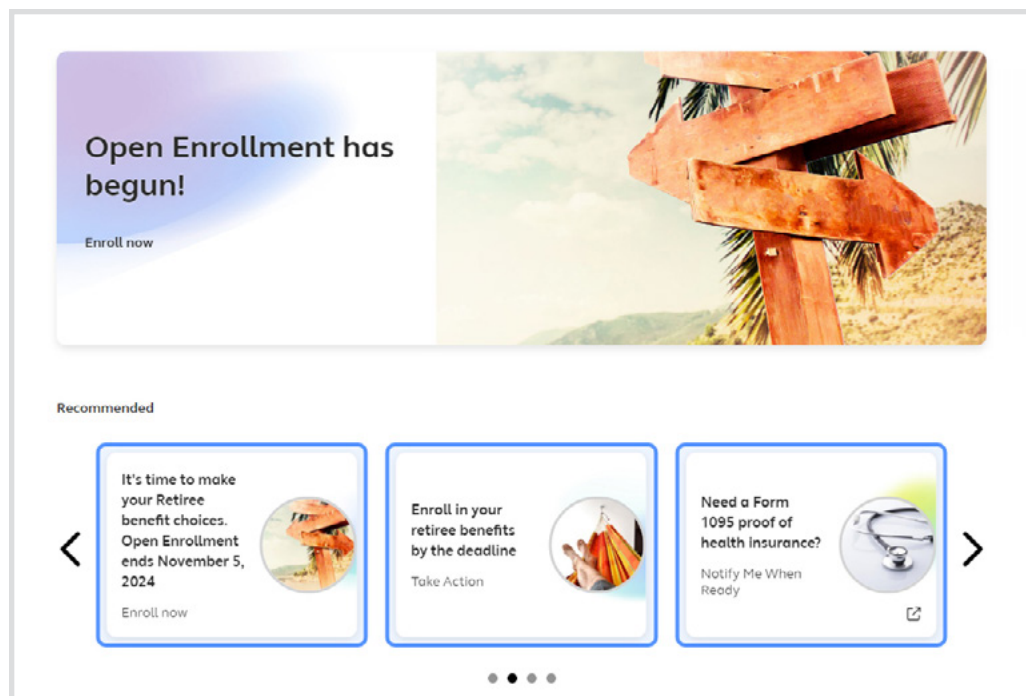 Open Enrollment has
begun!
Enroll now
Recommended
It's time to make
your Retiree
benefit choices.
Open Enrollment
ends November 5,
2024
Enroll now
Enroll in your
retiree benefits
by the deadline
Take Action
Need a Form
1095 proof of
health insurance?
Notify Me When
Ready